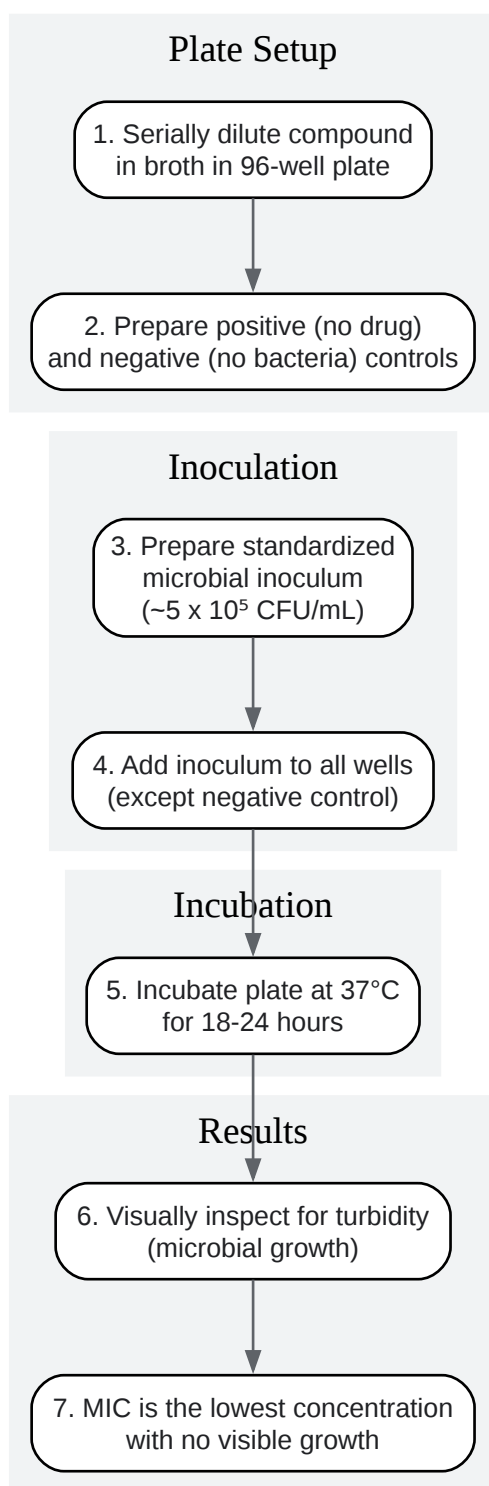 Plate Setup
1. Serially dilute compound
in broth in 96-well plate
2. Prepare positive (no drug)
and negative (no bacteria) controls
Inoculation
3. Prepare standardized
microbial inoculum
(~5 x 10⁵ CFU/mL)
4. Add inoculum to all wells
(except negative control)
Incubation
5. Incubate plate at 37°C
for 18-24 hours
Results
6. Visually inspect for turbidity
(microbial growth)
7. MIC is the lowest concentration
with no visible growth